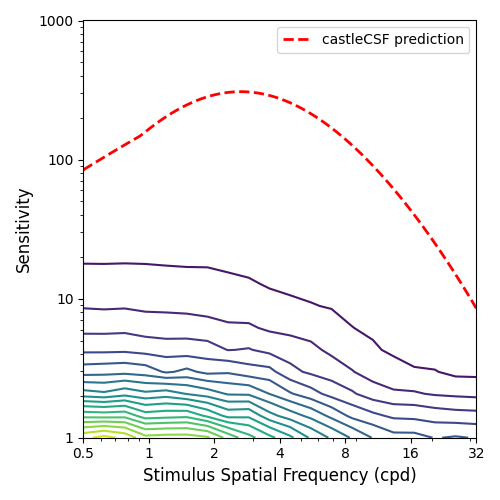 1000
castleCSF prediction
100
Sensitivity
10
1
0.5 1 2 4 8 16 32
Stimulus Spatial Frequency (cpd)